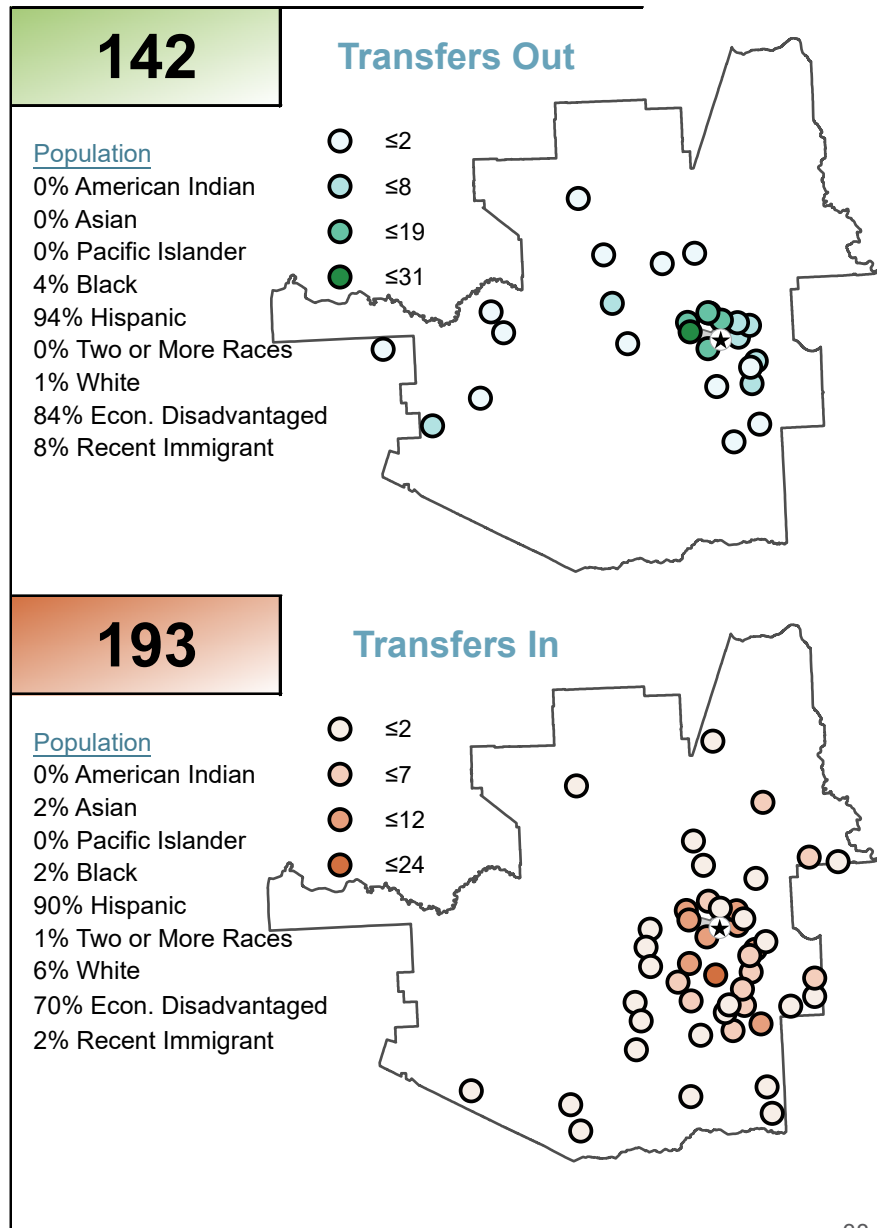 142
Transfers Out
Population
0% American Indian
0% Asian
0% Pacific Islander
4% Black
94% Hispanic
0% Two or More Races
1% White
84% Econ. Disadvantaged
8% Recent Immigrant
≤2
≤8
≤19
≤31
193
Transfers In
Population
0% American Indian
2% Asian
0% Pacific Islander
2% Black
90% Hispanic
1% Two or More Races
6% White
70% Econ. Disadvantaged
2% Recent Immigrant
≤2
≤7
≤12
≤24